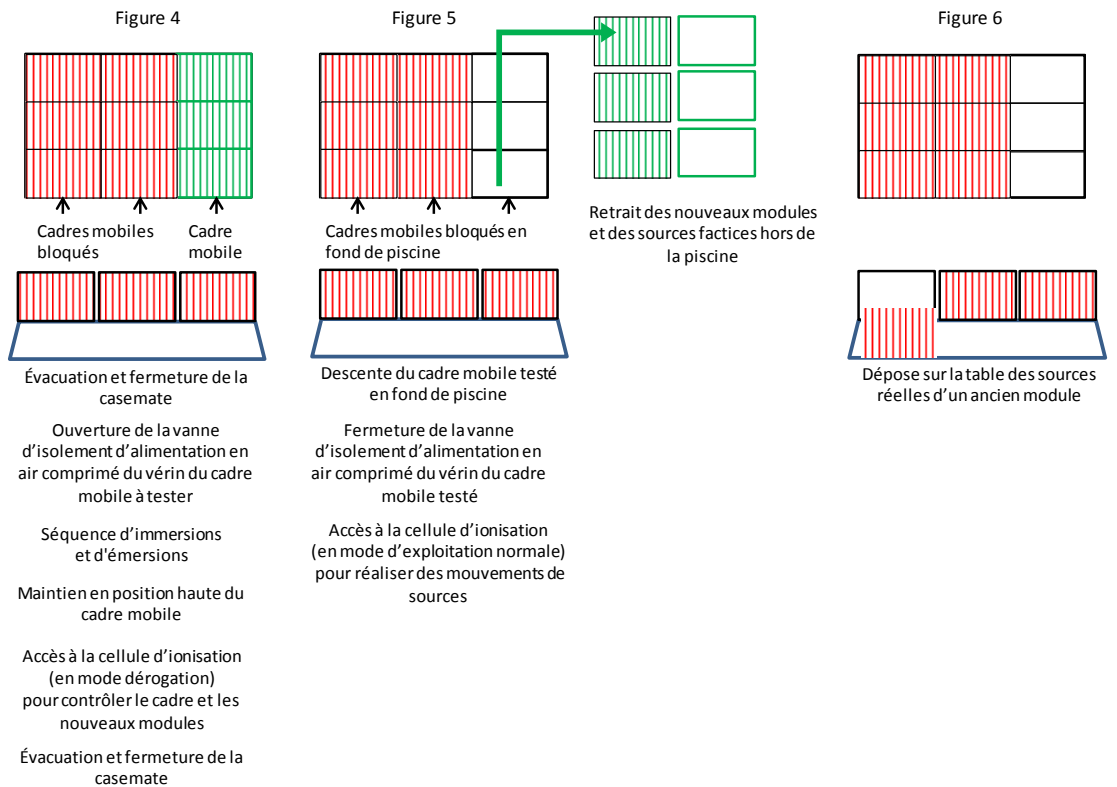 Figure 4
Cadres mobiles
bloqués
Cadre
mobile
Évacuation et fermeture de la
casemate
Ouverture de la vanne
d'isolement d'alimentation en
air comprimé du vérin du cadre
mobile à tester
Séquence d'immersions
et d'émersions
Maintien en position haute du
cadre mobile
Accès à la cellule d'ionisation
(en mode dérogation)
pour contrôler le cadre et les
nouveaux modules
Évacuation et fermeture de la
casemate
Figure 5
Cadres mobiles bloqués en
fond de piscine
Retrait des nouveaux modules
et des sources factices hors de
la piscine
Descente du cadre mobile testé
en fond de piscine
Fermeture de la vanne
d'isolement d'alimentation en
air comprimé du vérin du cadre
mobile testé
Accès à la cellule d'ionisation
(en mode d'exploitation normale)
pour réaliser des mouvements de
sources
Figure 6
Dépose sur la table des sources
réelles d'un ancien module